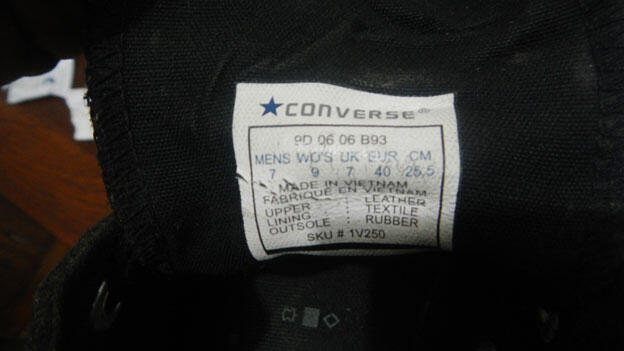 CONVERSE®
9D 06 06 B93
MENS WO'S UK EUR CM
7 9 7 40 25,5
MADE IN VIETNAM
FABRIQUE EN VIETNAM
UPPER : LEATHER
LINING : TEXTILE
OUTSOLE : RUBBER
SKU # 1V250